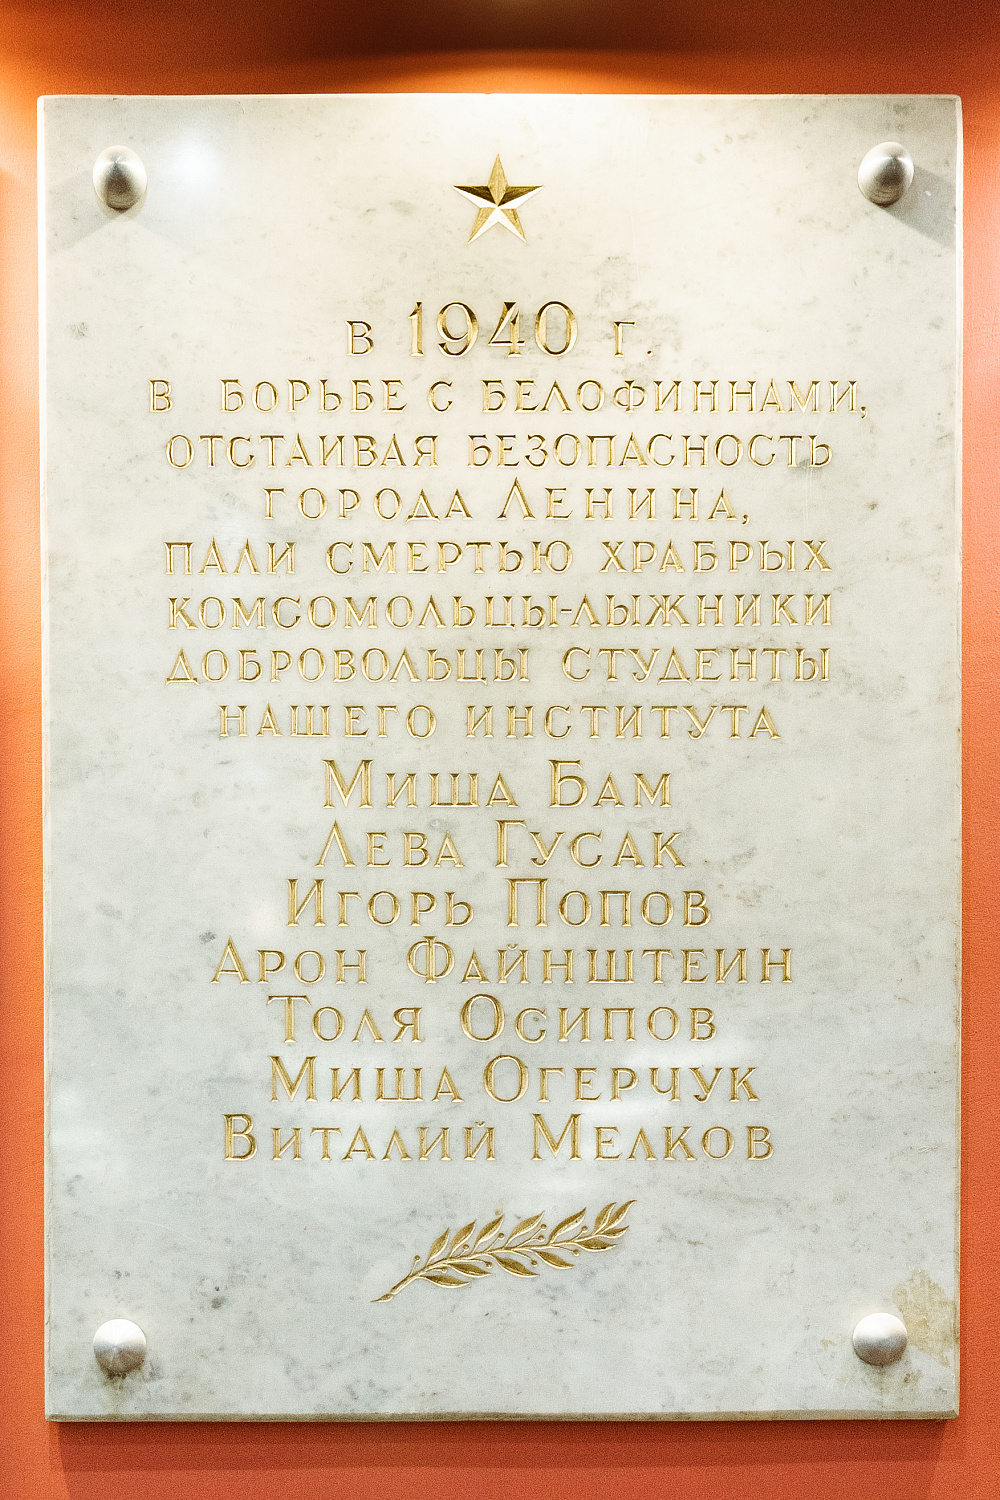 В 1940 Г.
В БОРЬБЕ С БЕЛОФИННАМИ,
ОТСТАИВАЯ БЕЗОПАСНОСТЬ
ГОРОДА ЛЕНИНА,
ПАЛИ СМЕРТЬЮ ХРАБРЫХ
КОМСОМОЛЬЦЫ-ЛЫЖНИКИ
ДОБРОВОЛЬЦЫ СТУДЕНТЫ
НАШЕГО ИНСТИТУТА
МИША БАМ
ЛЕВА ГУСАК
ИГОРЬ ПОПОВ
АРОН ФАЙНШТЕИН
ТОЛЯ ОСИПОВ
МИША ОГЕРЧУК
ВИТАЛИЙ МЕЛКОВ